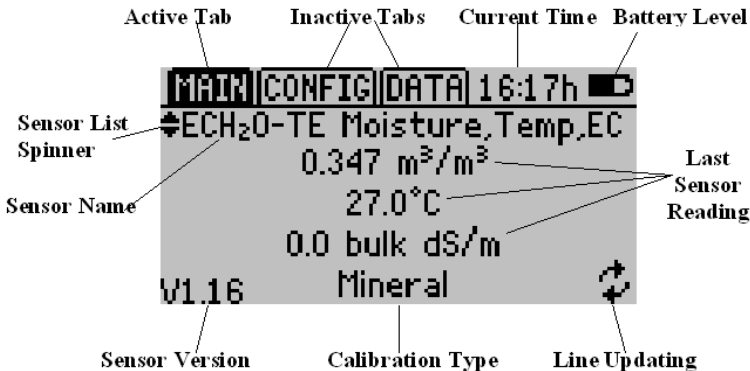 Active Tab Inactive Tabs Current Time Battery Level
MAIN CONFIG DATA 16:17h
Sensor List
Spinner
ECH₂O-TE Moisture,Temp,EC
0.347 m³/m³
Last
Sensor
Reading
Sensor Name
27.0°C
0.0 bulk dS/m
V1.16 Mineral
Sensor Version Calibration Type Line Updating